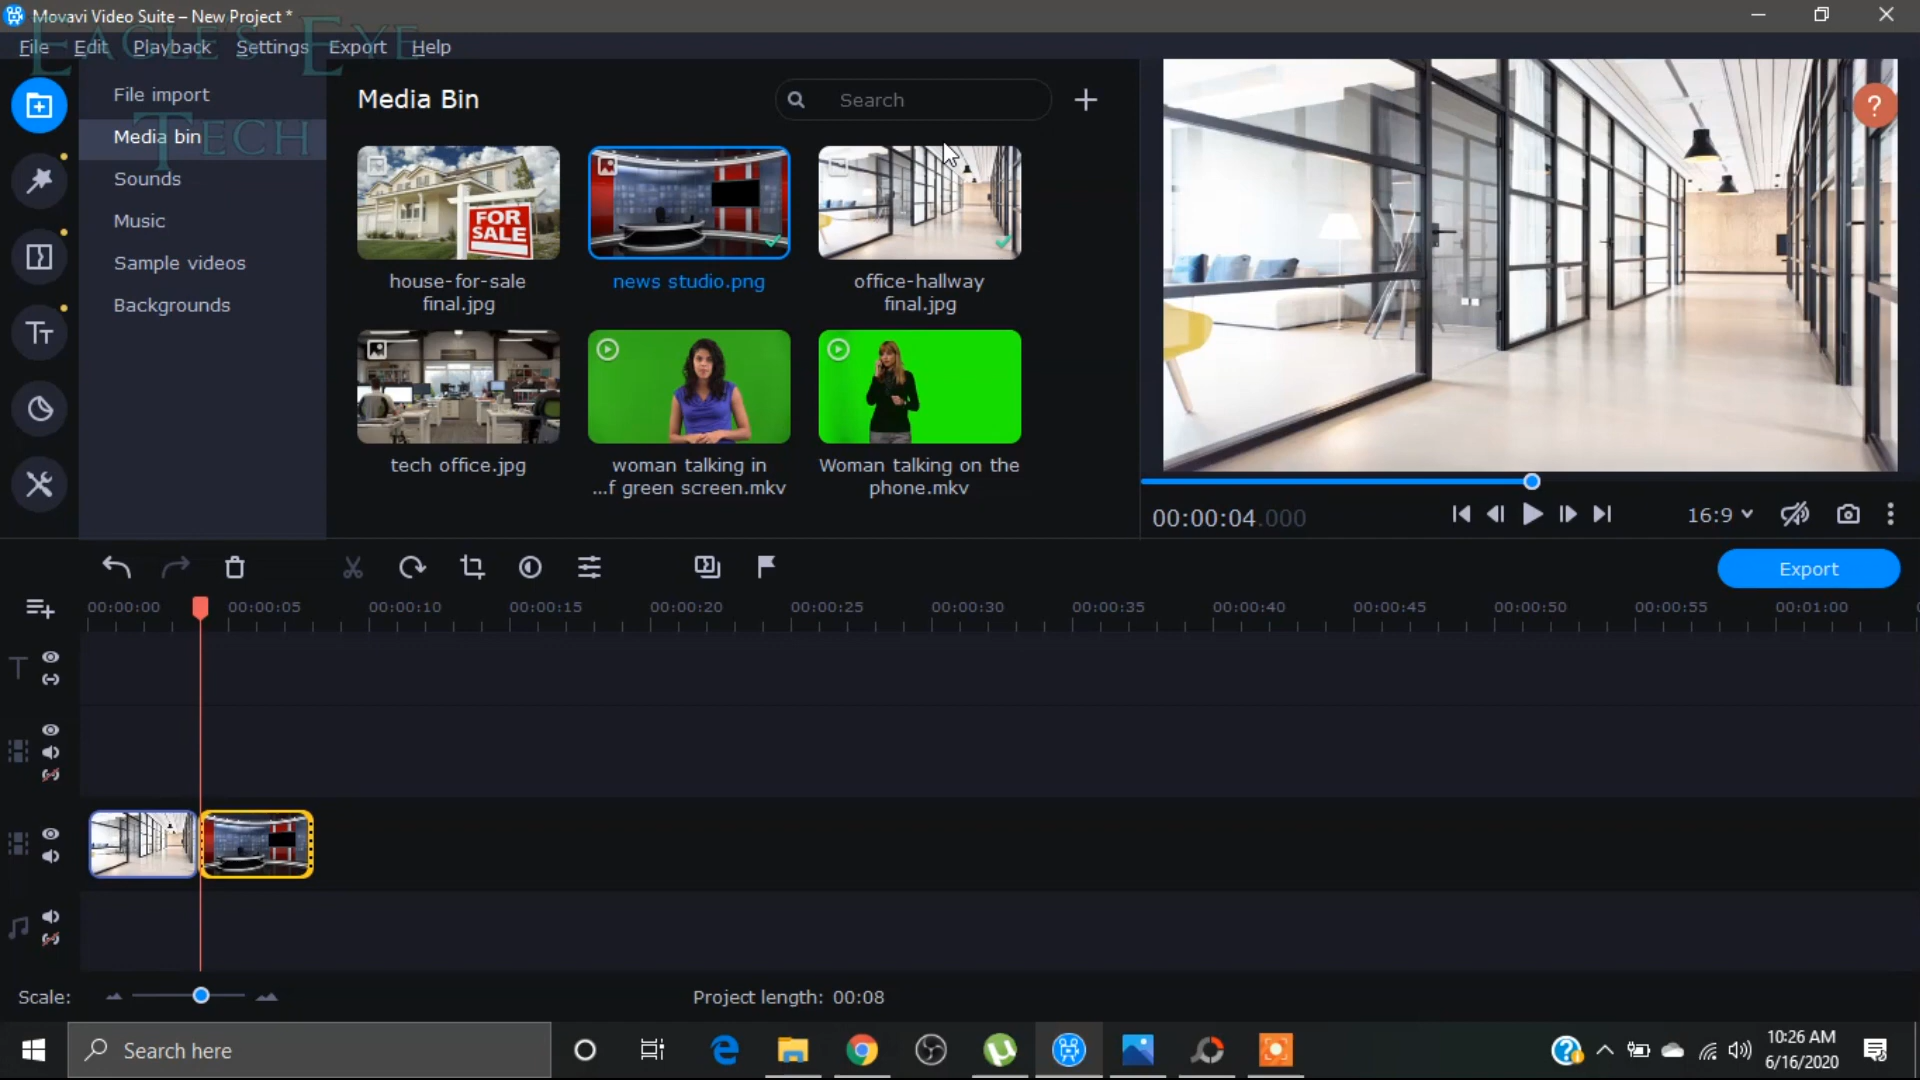 Movavi Video Suite – New Project *
EAGLE'S EYE
TECH
File Edit Playback Settings Export Help
File import
Media bin
Sounds
Music
Sample videos
Backgrounds
Media Bin
Search
FOR
SALE
house-for-sale
final.jpg
news studio.png
office-hallway
final.jpg
tech office.jpg
woman talking in
...f green screen.mkv
Woman talking on the
phone.mkv
?
00:00:04.000
16:9
Export
00:00:00 00:00:05 00:00:10 00:00:15 00:00:20 00:00:25 00:00:30 00:00:35 00:00:40 00:00:45 00:00:50 00:00:55 00:01:00
Scale:
Project length: 00:08
Search here
10:26 AM
6/16/2020